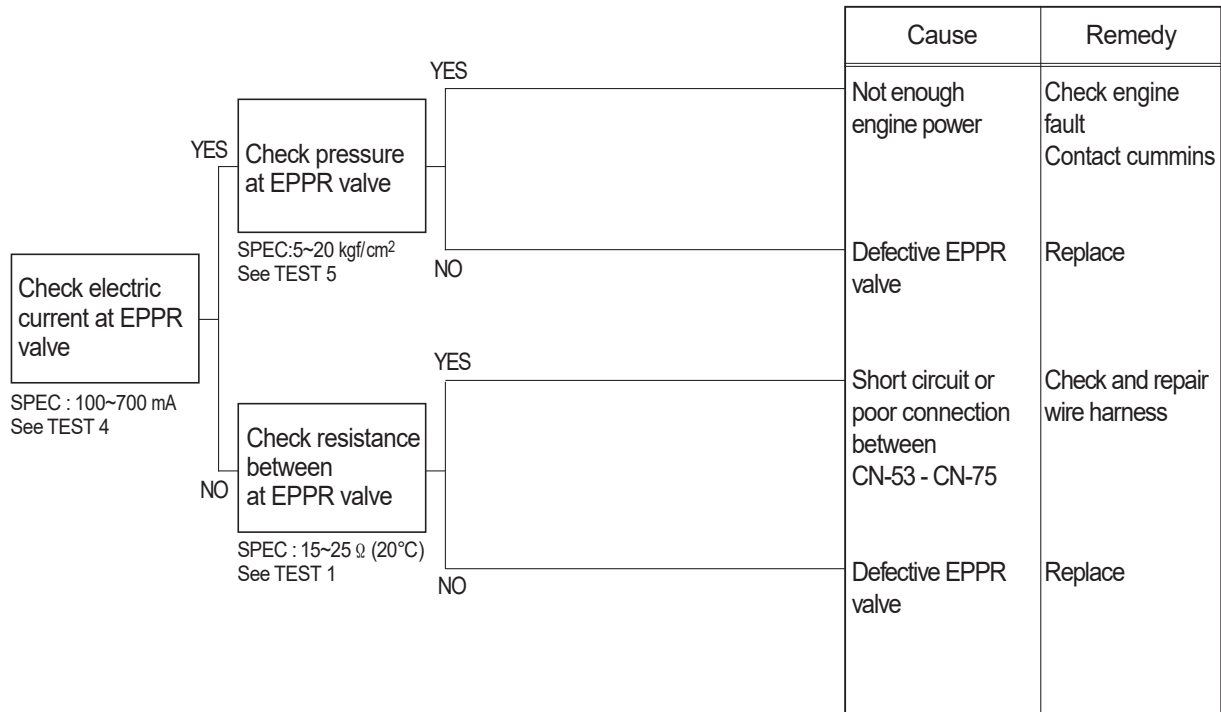 Cause
Remedy
YES
Not enough
engine power
Check engine
fault
Contact cummins
YES
Check pressure
at EPPR valve
SPEC:5~20 kgf/cm2
See TEST 5
NO
Defective EPPR
valve
Replace
Check electric
current at EPPR
valve
SPEC : 100~700 mA
See TEST 4
YES
Short circuit or
poor connection
between
CN-53 - CN-75
Check and repair
wire harness
NO
Check resistance
between
at EPPR valve
SPEC : 15~25 Ω (20°C)
See TEST 1
NO
Defective EPPR
valve
Replace